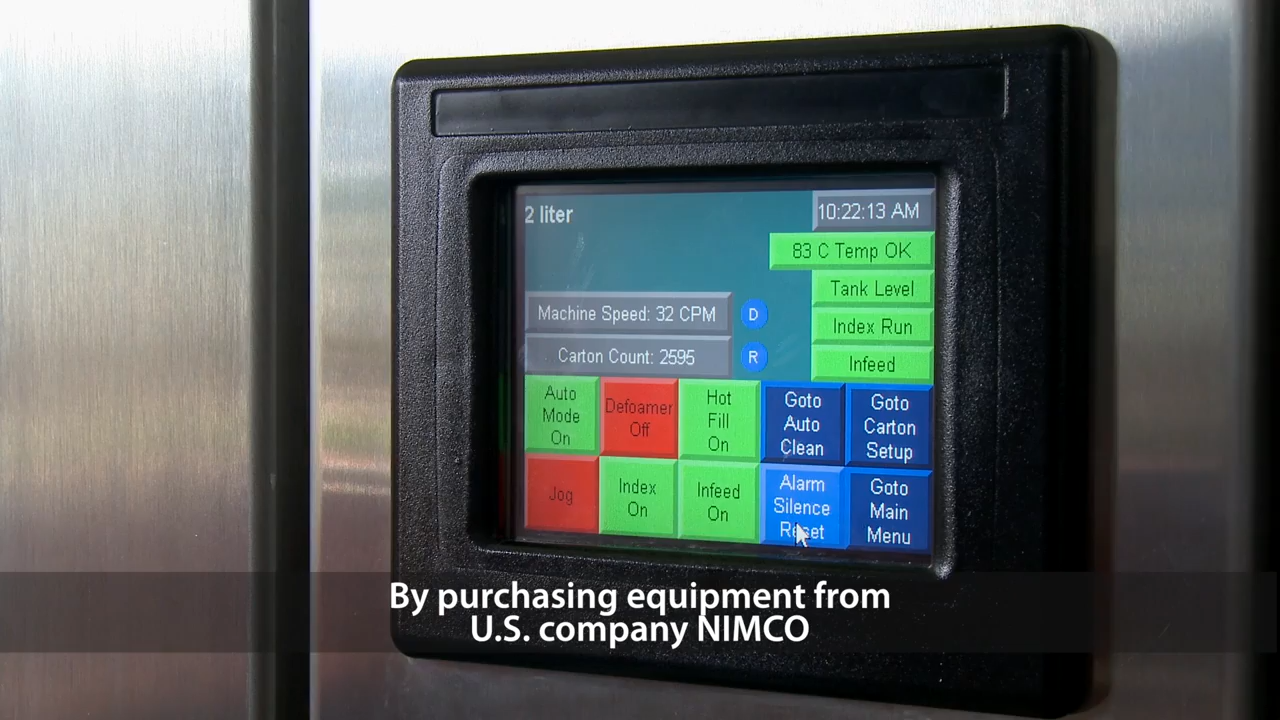 2 liter
10:22:13 AM
83 C Temp OK
Tank Level
Machine Speed: 32 CPM
D
Index Run
Carton Count: 2595
R
Infeed
Auto
Mode
On
Defoamer
Off
Hot
Fill
On
Goto
Auto
Clean
Goto
Carton
Setup
Jog
Index
On
Infeed
On
Alarm
Silence
Reset
Goto
Main
Menu
By purchasing equipment from
U.S. company NIMCO